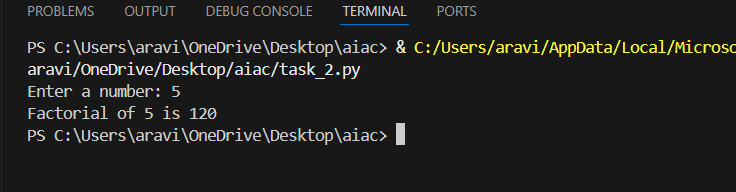 PROBLEMS OUTPUT DEBUG CONSOLE TERMINAL PORTS
PS C:\Users\aravi\OneDrive\Desktop\aiac> & C:/Users/aravi/AppData/Local/Microso
aravi/OneDrive/Desktop/aiac/task_2.py
Enter a number: 5
Factorial of 5 is 120
PS C:\Users\aravi\OneDrive\Desktop\aiac>